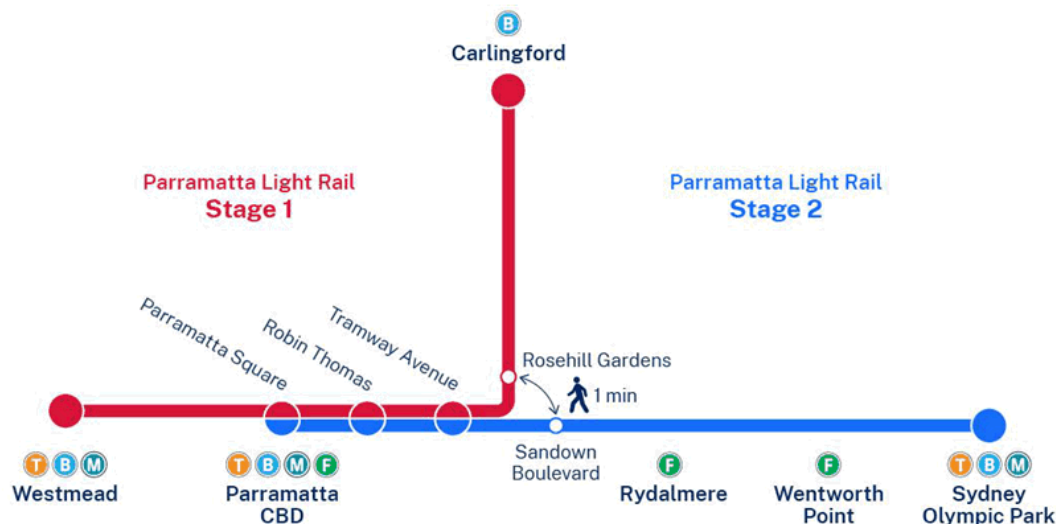 B
Carlingford
Parramatta Light Rail
Stage 1
Parramatta Light Rail
Stage 2
Parramatta Square
Robin Thomas
Tramway Avenue
Rosehill Gardens
1 min
Sandown
Boulevard
T B M
Westmead
T B M F
Parramatta
CBD
F
Rydalmere
F
Wentworth
Point
T B M
Sydney
Olympic Park